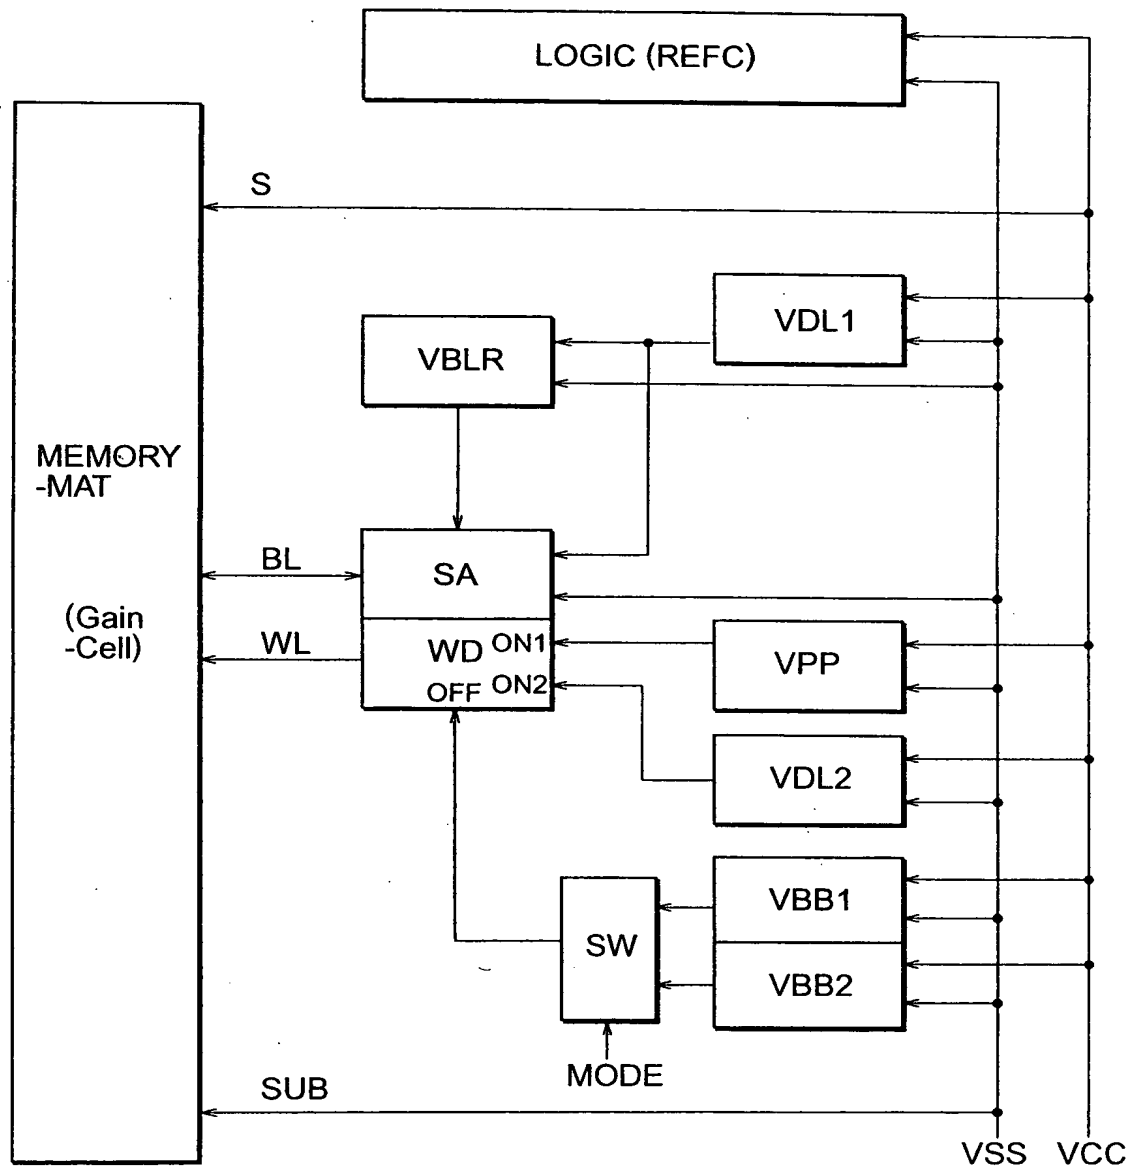 LOGIC (REFC)
S
VDL1
VBLR
MEMORY
-MAT
BL
SA
(Gain
-Cell)
WL
WD ON1
OFF ON2
VPP
VDL2
VBB1
SW
VBB2
MODE
SUB
VSS VCC